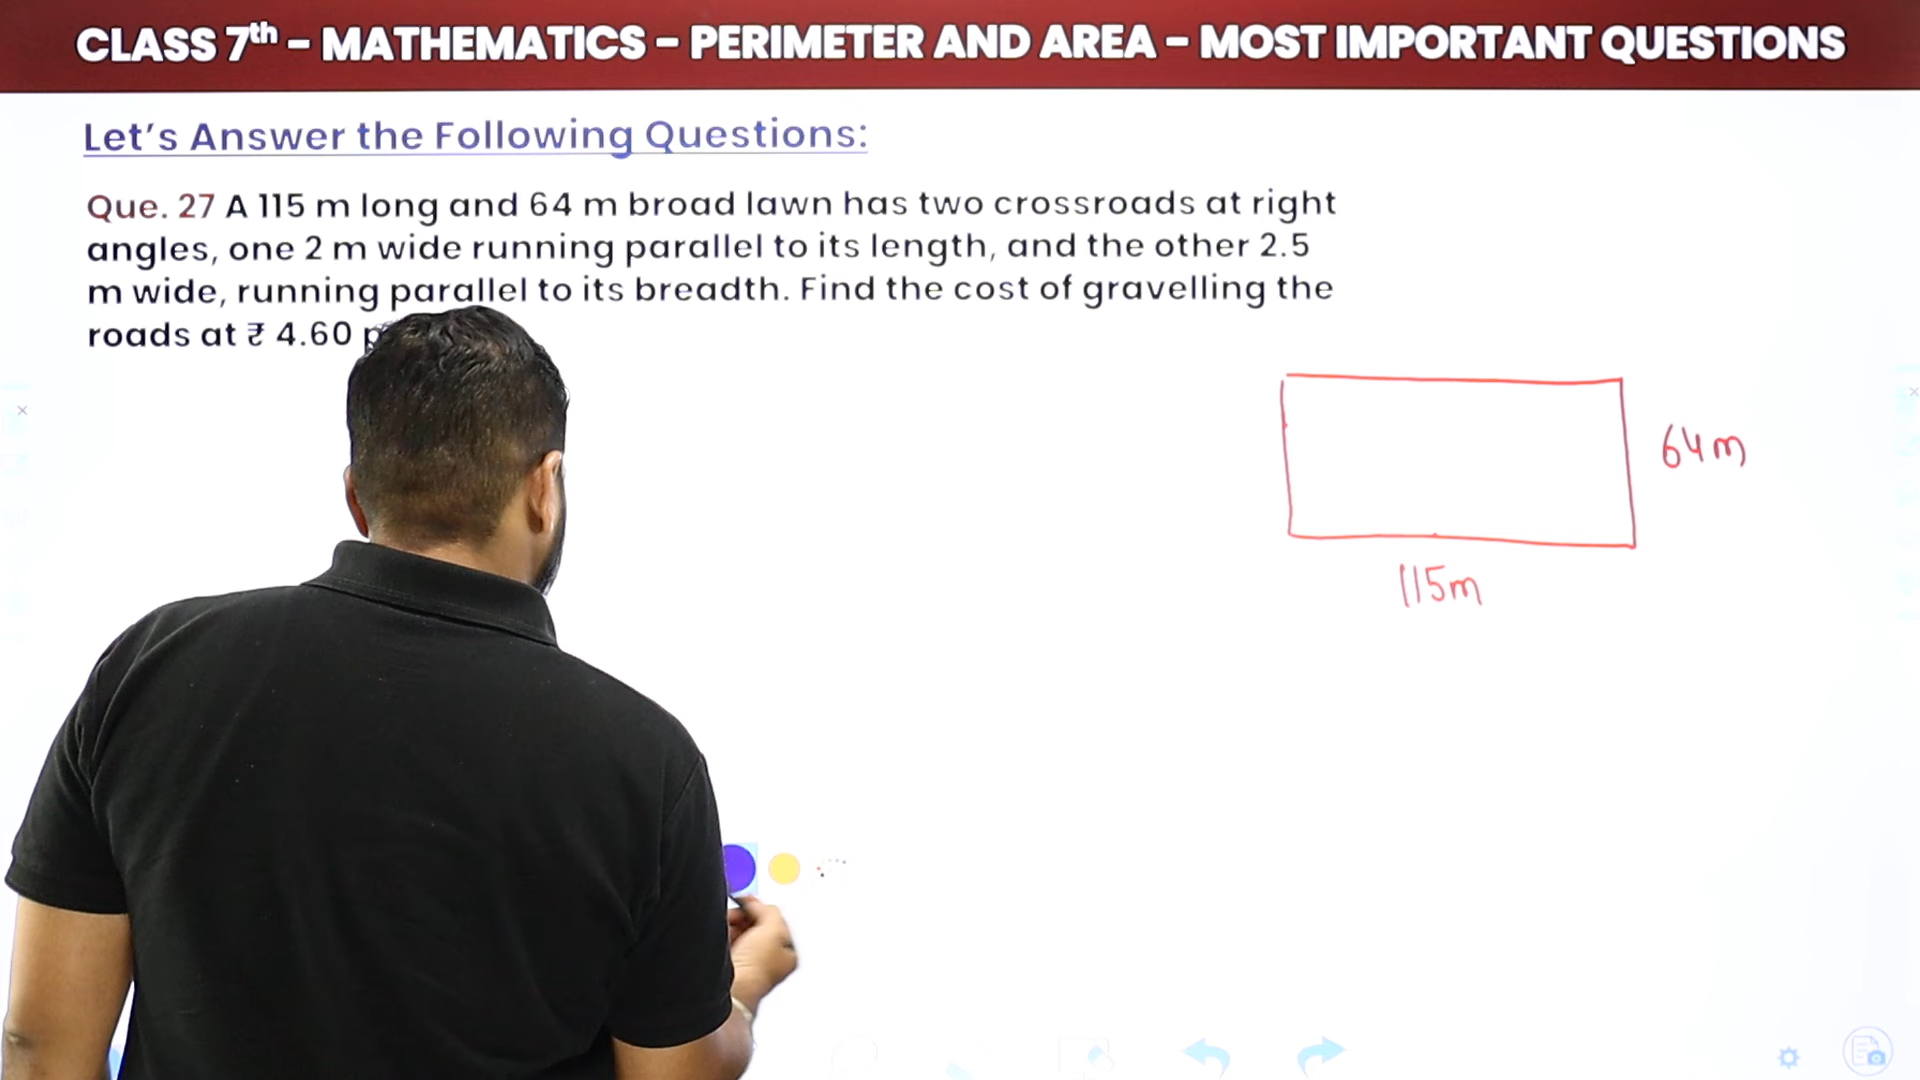 CLASS 7th - MATHEMATICS - PERIMETER AND AREA - MOST IMPORTANT QUESTIONS
Let's Answer the Following Questions:
Que. 27 A 115 m long and 64 m broad lawn has two crossroads at right
angles, one 2 m wide running parallel to its length, and the other 2.5
m wide, running parallel to its breadth. Find the cost of gravelling the
roads at ₹ 4.60
64m
115m